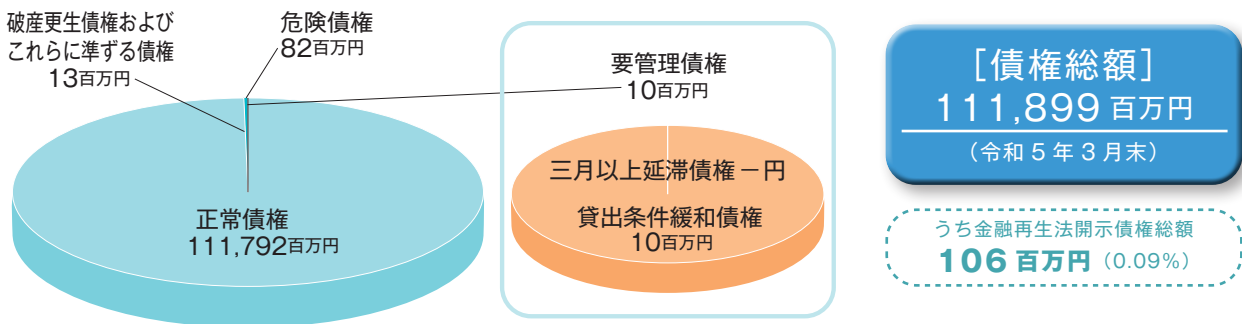 破産更生債権および
これらに準ずる債権
13百万円
危険債権
82百万円
正常債権
111,792百万円
要管理債権
10百万円
三月以上延滞債権 － 円
貸出条件緩和債権
10百万円
［債権総額］
111,899 百万円
（令和 5 年 3 月末）
うち金融再生法開示債権総額
106 百万円（0.09%）